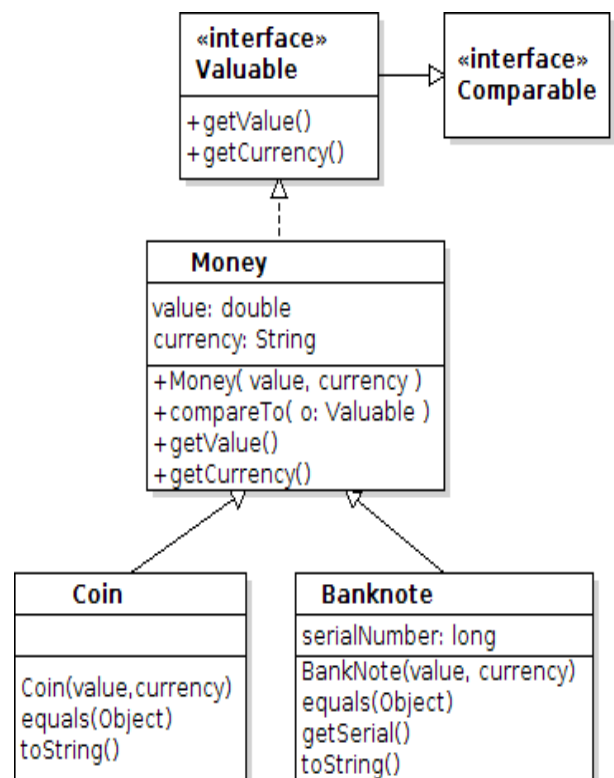 «interface»
Valuable
+getValue()
+getCurrency()
«interface»
Comparable
Money
value: double
currency: String
+Money( value, currency )
+compareTo( o: Valuable )
+getValue()
+getCurrency()
Coin
Coin(value,currency)
equals(Object)
toString()
Banknote
serialNumber: long
BankNote(value, currency)
equals(Object)
getSerial()
toString()